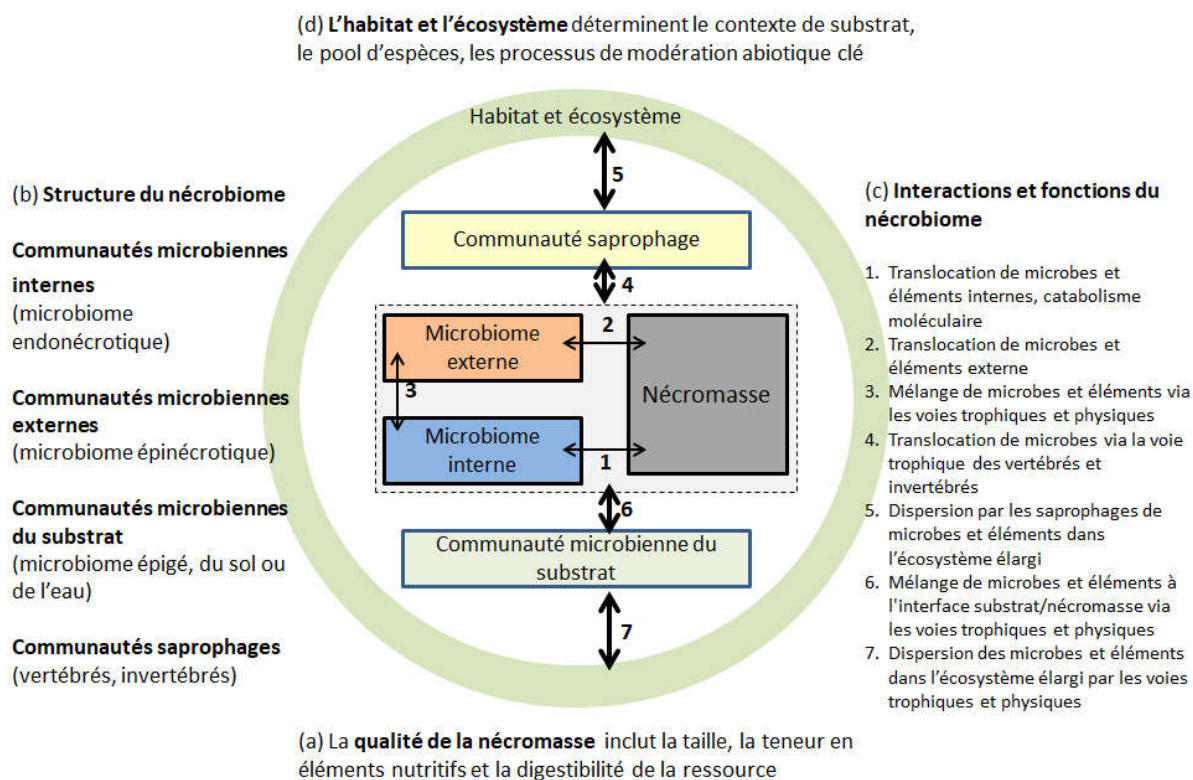 (d) L'habitat et l'écosystème déterminent le contexte de substrat,
le pool d'espèces, les processus de modération abiotique clé
Habitat et écosystème
5
(b) Structure du nécrobiome
Communautés microbiennes
internes
(microbiome
endonécrotique)
Communautés microbiennes
externes
(microbiome épinécrotique)
Communautés microbiennes
du substrat
(microbiome épigé, du sol ou
de l'eau)
Communautés saprophages
(vertébrés, invertébrés)
Communauté saprophage
4
Microbiome
externe
2
Nécromasse
3
Microbiome
interne
1
6
Communauté microbienne du
substrat
7
(c) Interactions et fonctions du
nécrobiome
1. Translocation de microbes et
éléments internes, catabolisme
moléculaire
2. Translocation de microbes et
éléments externe
3. Mélange de microbes et éléments via
les voies trophiques et physiques
4. Translocation de microbes via la voie
trophique des vertébrés et
invertébrés
5. Dispersion par les saprophages de
microbes et éléments dans
l'écosystème élargi
6. Mélange de microbes et éléments à
l'interface substrat/nécromasse via
les voies trophiques et physiques
7. Dispersion des microbes et éléments
dans l'écosystème élargi par les voies
trophiques et physiques
(a) La qualité de la nécromasse inclut la taille, la teneur en
éléments nutritifs et la digestibilité de la ressource